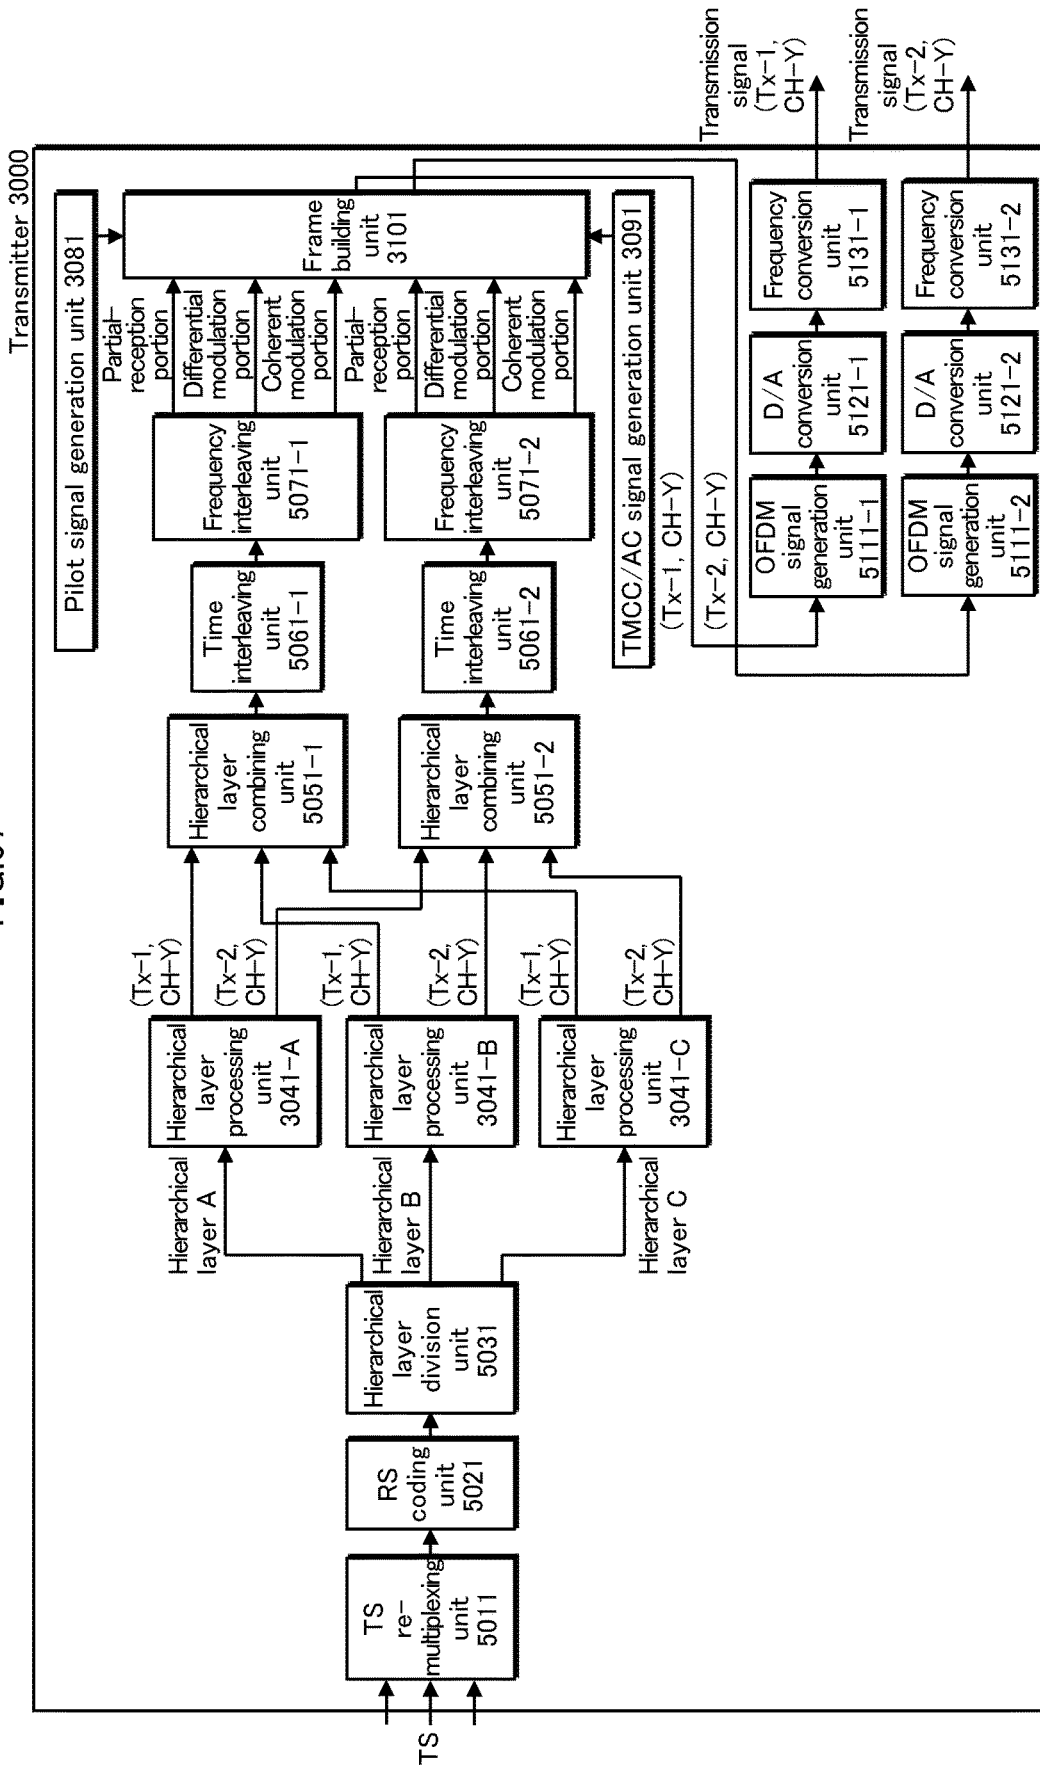 Transmitter 3000
TS
TS
re-
multiplexing
unit
5011
RS
coding
unit
5021
Hierarchical
layer
division
unit
5031
Hierarchical
layer A
Hierarchical
layer B
Hierarchical
layer C
Hierarchical
layer
processing
unit
3041-A
Hierarchical
layer
processing
unit
3041-B
Hierarchical
layer
processing
unit
3041-C
(Tx-1,
CH-Y)
(Tx-2,
CH-Y)
(Tx-1,
CH-Y)
(Tx-2,
CH-Y)
(Tx-1,
CH-Y)
(Tx-2,
CH-Y)
Hierarchical
layer
combining
unit
5051-1
Hierarchical
layer
combining
unit
5051-2
Time
interleaving
unit
5061-1
Time
interleaving
unit
5061-2
Frequency
interleaving
unit
5071-1
Frequency
interleaving
unit
5071-2
Pilot signal generation unit 3081
Partial-
reception
portion
Differential
modulation
portion
Coherent
modulation
portion
Partial-
reception
portion
Differential
modulation
portion
Coherent
modulation
portion
Frame
building
unit
3101
TMCC/AC signal generation unit 3091
(Tx-1, CH-Y)
(Tx-2, CH-Y)
OFDM
signal
generation
unit
5111-1
D/A
conversion
unit
5121-1
Frequency
conversion
unit
5131-1
Transmission
signal
(Tx-1,
CH-Y)
OFDM
signal
generation
unit
5111-2
D/A
conversion
unit
5121-2
Frequency
conversion
unit
5131-2
Transmission
signal
(Tx-2,
CH-Y)